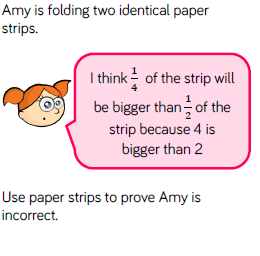 Amy is folding two identical paper
strips.
I think 1/4 of the strip will
be bigger than 1/2 of the
strip because 4 is
bigger than 2
Use paper strips to prove Amy is
incorrect.